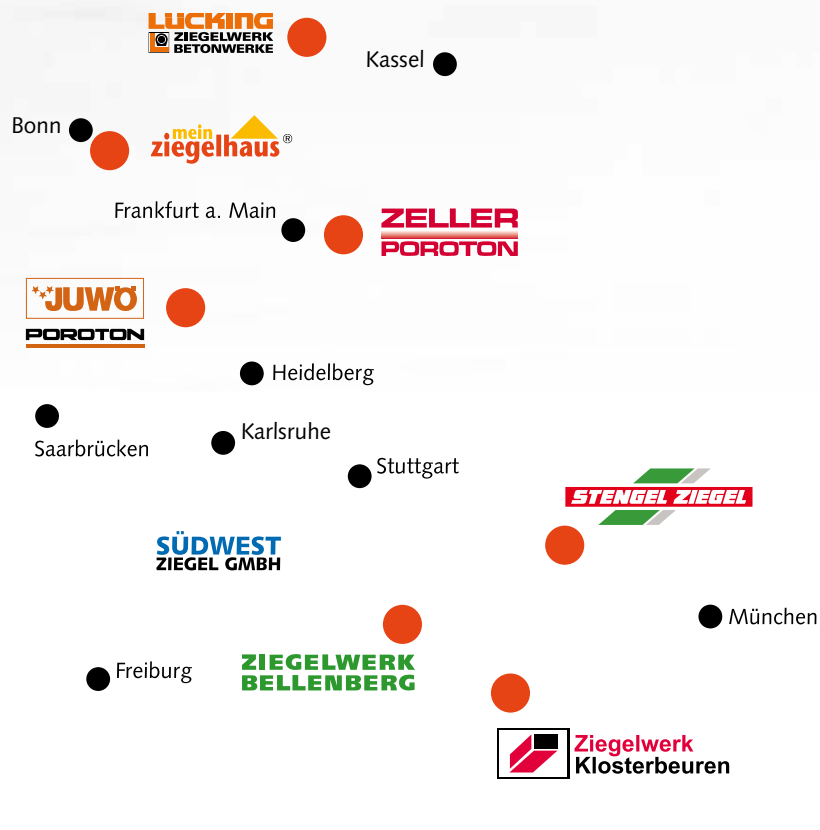 LÜCKING
ZIEGELWERK
BETONWERKE
Kassel
Bonn
mein
ziegelhaus®
Frankfurt a. Main
ZELLER
POROTON
JUWÖ
POROTON
Heidelberg
Saarbrücken
Karlsruhe
Stuttgart
STENGEL ZIEGEL
SÜDWEST
ZIEGEL GMBH
München
Freiburg
ZIEGELWERK
BELLENBERG
Ziegelwerk
Klosterbeuren